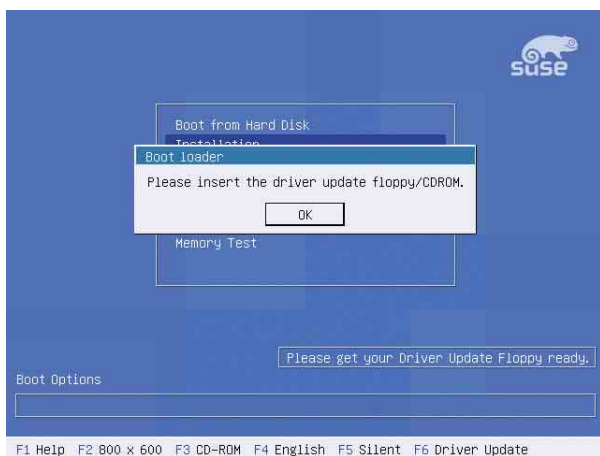 suse
Boot from Hard Disk
Installation
Boot loader
Please insert the driver update floppy/CDROM.
OK
Memory Test
Please get your Driver Update Floppy ready.
Boot Options
F1 Help F2 800 x 600 F3 CD-ROM F4 English F5 Silent F6 Driver Update